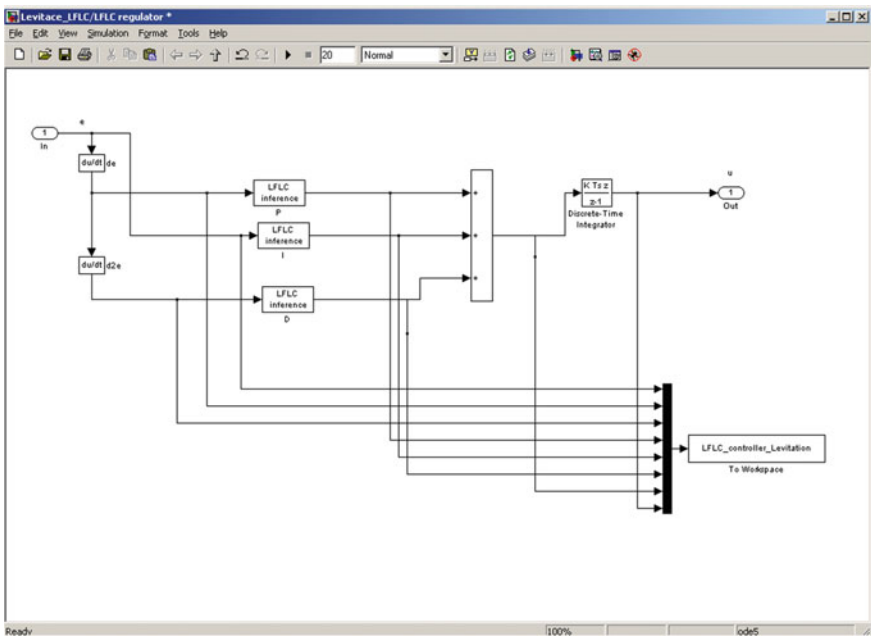 Levitace_LFLC/LFLC regulator *
File Edit View Simulation Format Tools Help
20 Normal
e
1
In
du/dt de
LFLC
inference
P
LFLC
inference
I
du/dt d2e
LFLC
inference
D
+
+
+
K Ts z
z-1
Discrete-Time
Integrator
u
1
Out
LFLC_controller_Levitation
To Workspace
Ready 100% ode5